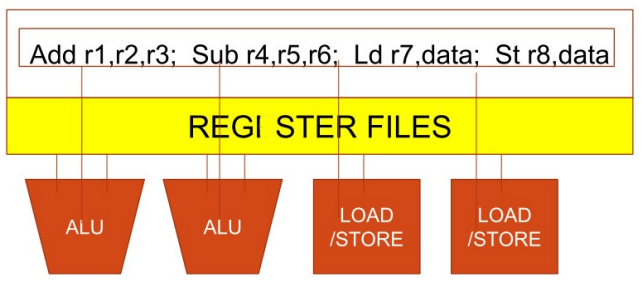 Add r1,r2,r3; Sub r4,r5,r6; Ld r7,data; St r8,data
REGI STER FILES
ALU
ALU
LOAD
/STORE
LOAD
/STORE